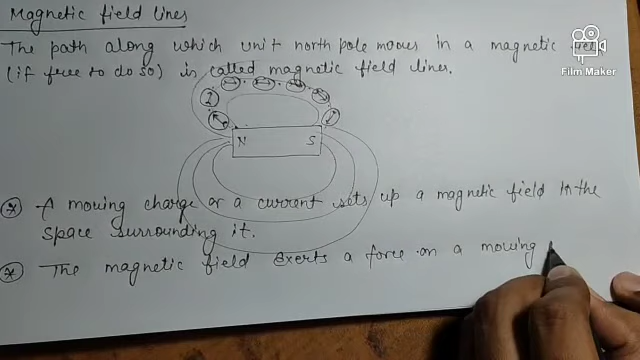 Magnetic field lines
The path along which unit north pole moves in a magnetic
(if free to do so) is called magnetic field lines.
N S
A moving charge or a current sets up a magnetic field in the
space surrounding it.
The magnetic field exerts a force on a moving
Film Maker